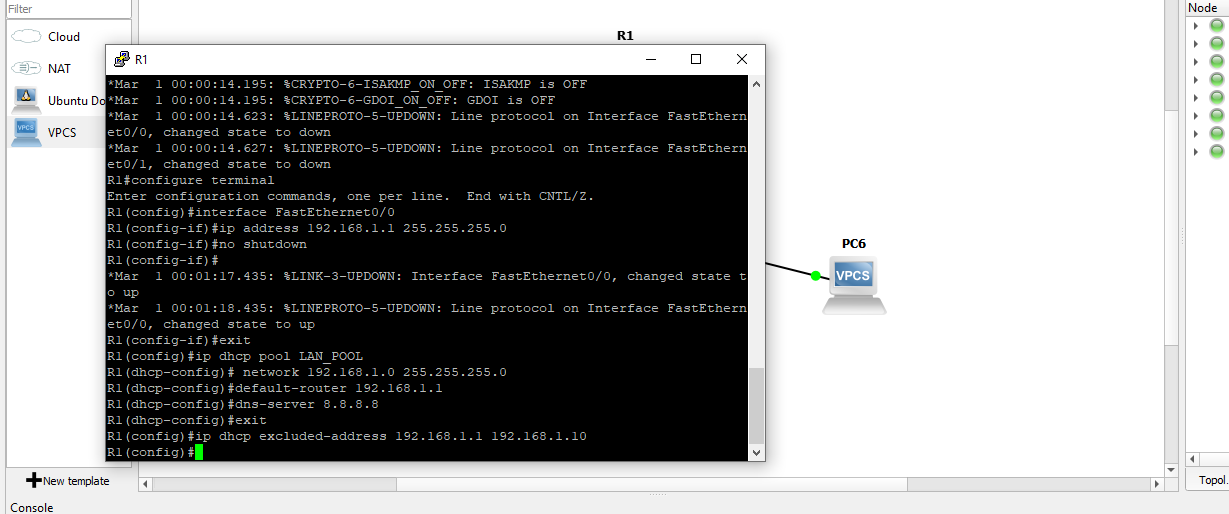 Filter
Node
Cloud
NAT
Ubuntu Do
VPCS
R1
R1
*Mar  1 00:00:14.195: %CRYPTO-6-ISAKMP_ON_OFF: ISAKMP is OFF
*Mar  1 00:00:14.195: %CRYPTO-6-GDOI_ON_OFF: GDOI is OFF
*Mar  1 00:00:14.623: %LINEPROTO-5-UPDOWN: Line protocol on Interface FastEthern
et0/0, changed state to down
*Mar  1 00:00:14.627: %LINEPROTO-5-UPDOWN: Line protocol on Interface FastEthern
et0/1, changed state to down
R1#configure terminal
Enter configuration commands, one per line.  End with CNTL/Z.
R1(config)#interface FastEthernet0/0
R1(config-if)#ip address 192.168.1.1 255.255.255.0
R1(config-if)#no shutdown
R1(config-if)#
*Mar  1 00:01:17.435: %LINK-3-UPDOWN: Interface FastEthernet0/0, changed state t
o up
*Mar  1 00:01:18.435: %LINEPROTO-5-UPDOWN: Line protocol on Interface FastEthern
et0/0, changed state to up
R1(config-if)#exit
R1(config)#ip dhcp pool LAN_POOL
R1(dhcp-config)# network 192.168.1.0 255.255.255.0
R1(dhcp-config)#default-router 192.168.1.1
R1(dhcp-config)#dns-server 8.8.8.8
R1(dhcp-config)#exit
R1(config)#ip dhcp excluded-address 192.168.1.1 192.168.1.10
R1(config)#
PC6
VPCS
VPCS
New template
Topol.
Console